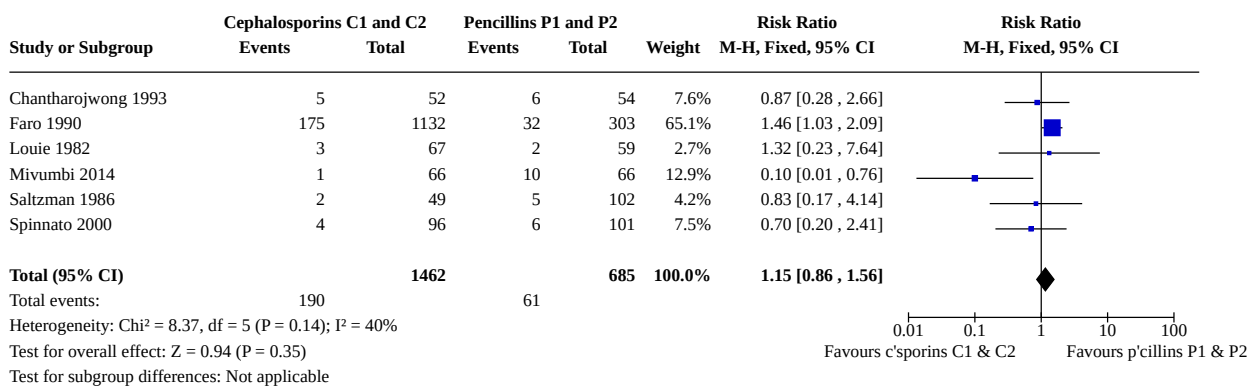 Cephalosporins C1 and C2 Pencillins P1 and P2 Risk Ratio Risk Ratio
Study or Subgroup Events Total Events Total Weight M-H, Fixed, 95% CI M-H, Fixed, 95% CI
Chantharojwong 1993 5 52 6 54 7.6% 0.87 [0.28 , 2.66]
Faro 1990 175 1132 32 303 65.1% 1.46 [1.03 , 2.09]
Louie 1982 3 67 2 59 2.7% 1.32 [0.23 , 7.64]
Mivumbi 2014 1 66 10 66 12.9% 0.10 [0.01 , 0.76]
Saltzman 1986 2 49 5 102 4.2% 0.83 [0.17 , 4.14]
Spinnato 2000 4 96 6 101 7.5% 0.70 [0.20 , 2.41]
Total (95% CI) 1462 685 100.0% 1.15 [0.86 , 1.56]
Total events: 190 61
Heterogeneity: Chi² = 8.37, df = 5 (P = 0.14); I² = 40%
0.01 0.1 1 10 100
Test for overall effect: Z = 0.94 (P = 0.35) Favours c'sporins C1 & C2 Favours p'cillins P1 & P2
Test for subgroup differences: Not applicable